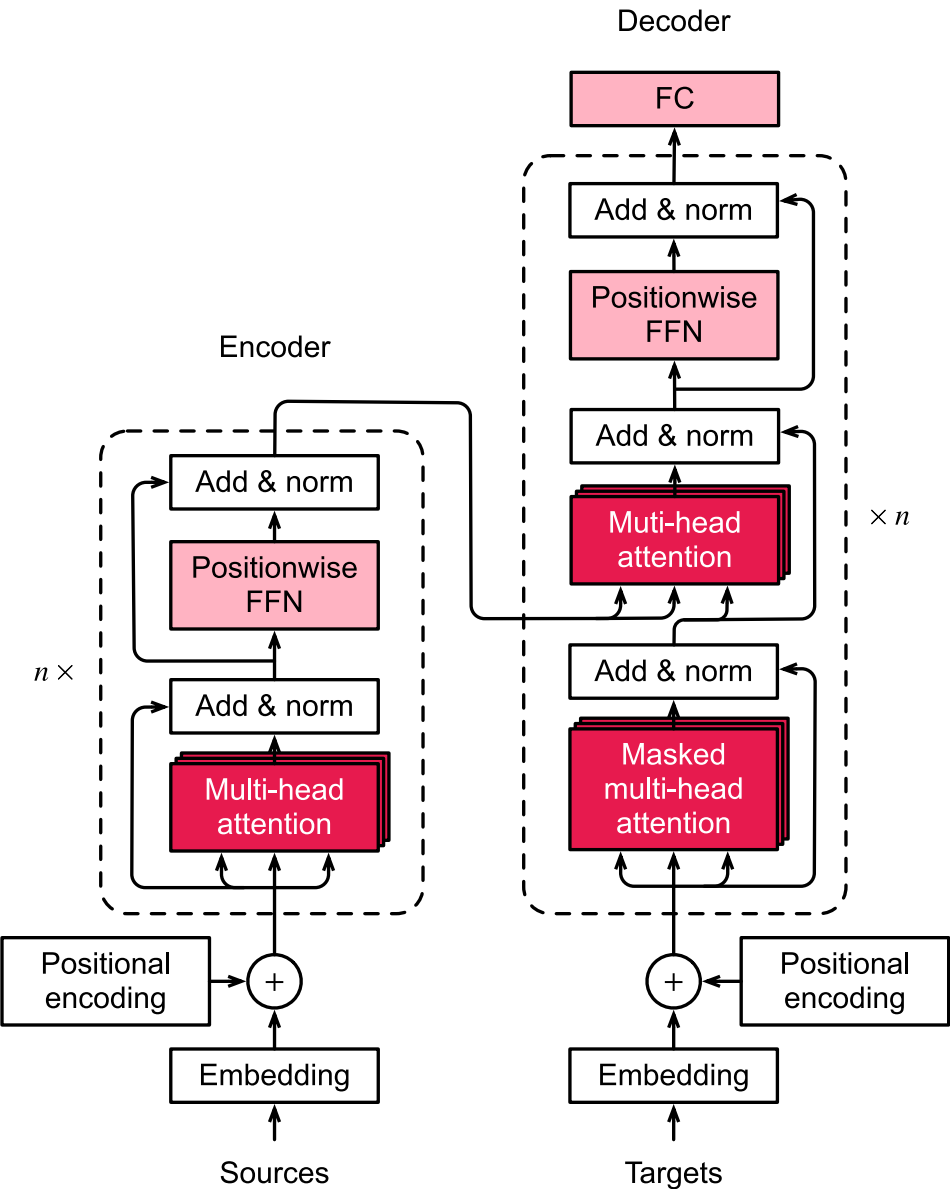 Decoder
FC
Add & norm
Positionwise
FFN
Add & norm
Muti-head
attention
× n
Add & norm
Masked
multi-head
attention
Positional
encoding
+
Embedding
Targets
Encoder
Add & norm
Positionwise
FFN
n ×
Add & norm
Multi-head
attention
Positional
encoding
+
Embedding
Sources